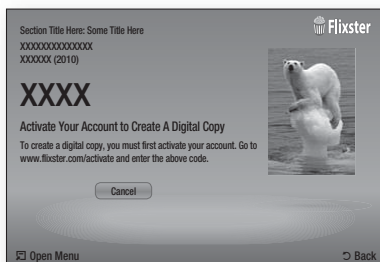 Section Title Here: Some Title Here
Flixster
XXXXXXXXXXXXXX
XXXXXX (2010)
XXXX
Activate Your Account to Create A Digital Copy
To create a digital copy, you must first activate your account. Go to
www.flixster.com/activate and enter the above code.
Cancel
Open Menu
Back